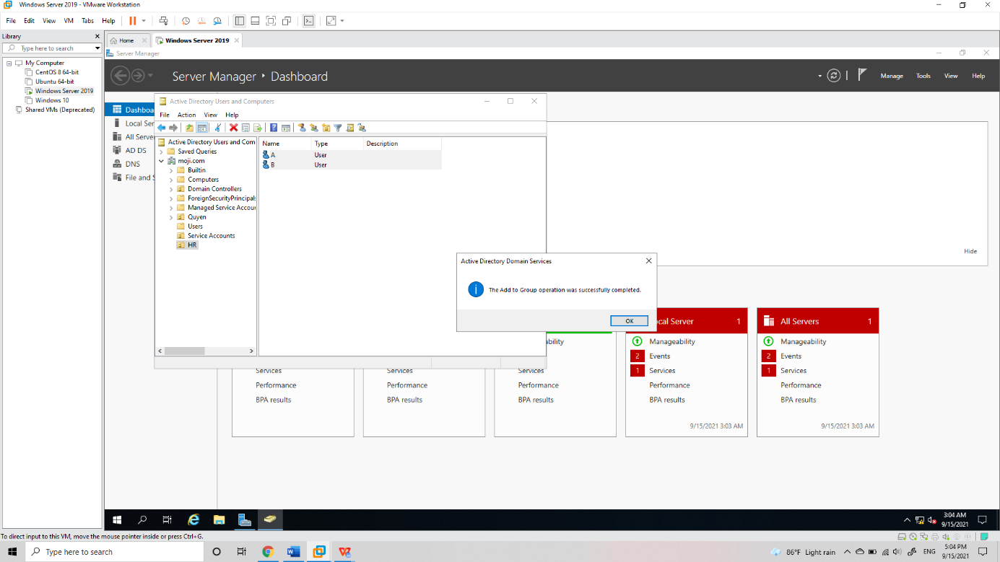 Windows Server 2019 - VMware Workstation
File Edit View VM Tabs Help
Library
Type here to search
My Computer
CentOS 8 64-bit
Ubuntu 64-bit
Windows Server 2019
Windows 10
Shared VMs (Deprecated)
Home
Windows Server 2019
Server Manager
Server Manager Dashboard
Manage Tools View Help
Dashboa
Local Ser
All Serve
AD DS
DNS
File and S
Active Directory Users and Computers
File Action View Help
Active Directory Users and Com
Saved Queries
moji.com
Builtin
Computers
Domain Controllers
ForeignSecurityPrincipals
Managed Service Accoun
Quyen
Users
Service Accounts
HR
Name Type Description
A User
B User
Hide
Active Directory Domain Services
The Add to Group operation was successfully completed.
OK
Services
Performance
BPA results
Services
Performance
BPA results
ability
Services
Performance
BPA results
ocal Server 1
Manageability
2 Events
1 Services
Performance
BPA results
9/15/2021 3:03 AM
All Servers 1
Manageability
2 Events
1 Services
Performance
BPA results
9/15/2021 3:03 AM
3:04 AM
9/15/2021
To direct input to this VM, move the mouse pointer inside or press Ctrl+G.
Type here to search
86°F Light rain
ENG
5:04 PM
9/15/2021